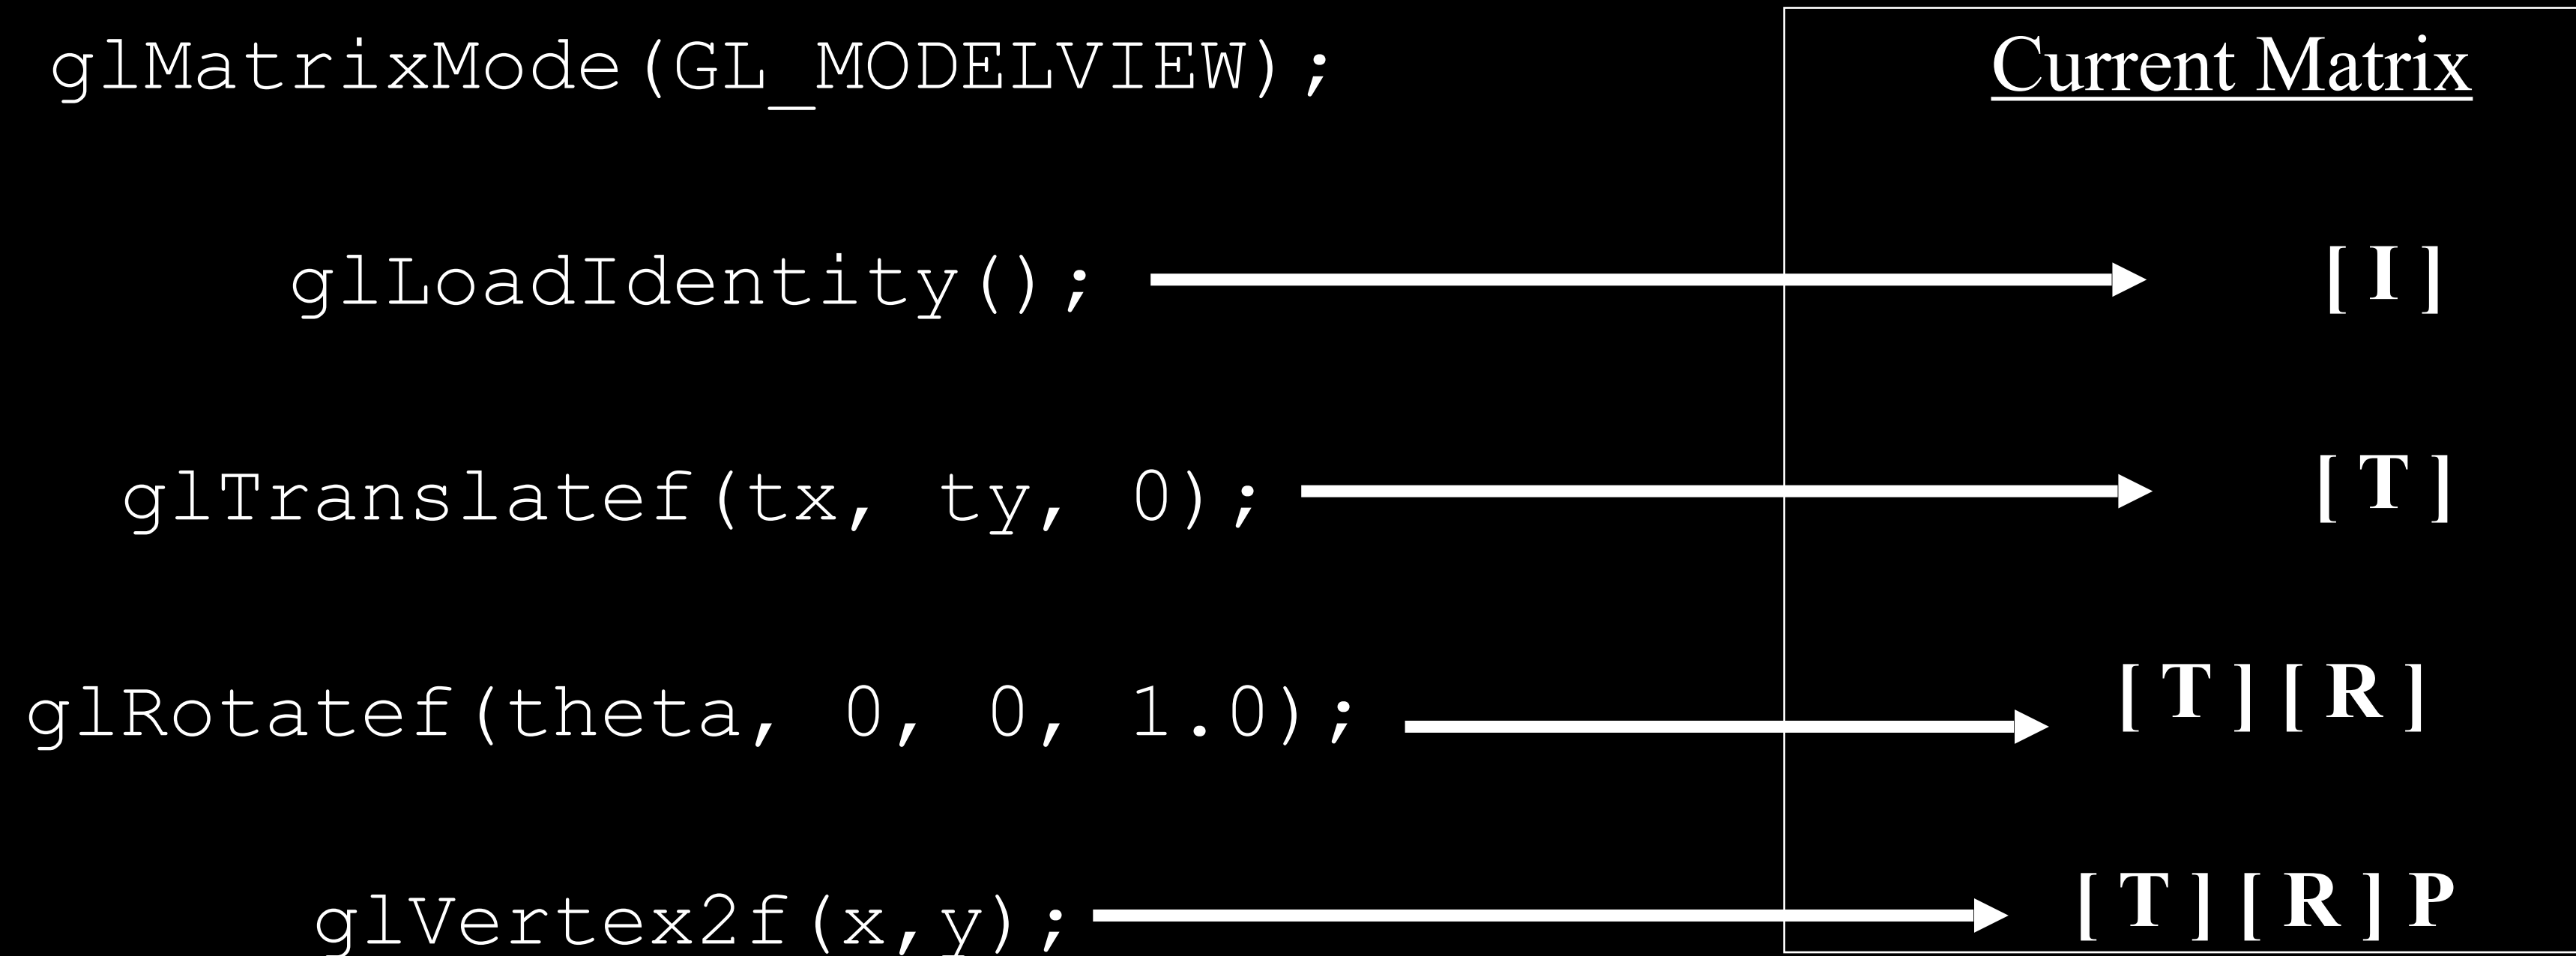 glMatrixMode(GL_MODELVIEW); Current Matrix
glLoadIdentity(); [ I ]
glTranslatef(tx, ty, 0); [ T ]
glRotatef(theta, 0, 0, 1.0); [ T ] [ R ]
glVertex2f(x,y); [ T ] [ R ] P